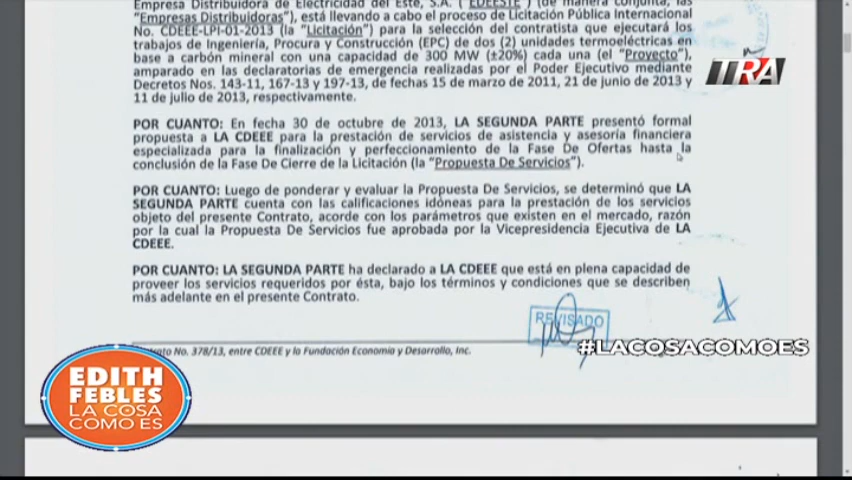 Empresa Distribuidora de Electricidad del Este, S.A. ("EDEESTE") (de manera conjunta, las
"Empresas Distribuidoras"), está llevando a cabo el proceso de Licitación Pública Internacional
No. CDEEE-LPI-01-2013 (la "Licitación") para la selección del contratista que ejecutará los
trabajos de Ingeniería, Procura y Construcción (EPC) de dos (2) unidades termoeléctricas en
base a carbón mineral con una capacidad de 300 MW (±20%) cada una (el "Proyecto"),
amparado en las declaratorias de emergencia realizadas por el Poder Ejecutivo mediante
Decretos Nos. 143-11, 167-13 y 197-13, de fechas 15 de marzo de 2011, 21 de junio de 2013 y
11 de julio de 2013, respectivamente.
POR CUANTO: En fecha 30 de octubre de 2013, LA SEGUNDA PARTE presentó formal
propuesta a LA CDEEE para la prestación de servicios de asistencia y asesoría financiera
especializada para la finalización y perfeccionamiento de la Fase De Ofertas hasta la
conclusión de la Fase De Cierre de la Licitación (la "Propuesta De Servicios").
POR CUANTO: Luego de ponderar y evaluar la Propuesta De Servicios, se determinó que LA
SEGUNDA PARTE cuenta con las calificaciones idóneas para la prestación de los servicios
objeto del presente Contrato, acorde con los parámetros que existen en el mercado, razón
por la cual la Propuesta De Servicios fue aprobada por la Vicepresidencia Ejecutiva de LA
CDEEE.
POR CUANTO: LA SEGUNDA PARTE ha declarado a LA CDEEE que está en plena capacidad de
proveer los servicios requeridos por ésta, bajo los términos y condiciones que se describen
más adelante en el presente Contrato.
REVISADO
No. 378/13, entre CDEEE y la Fundación Economía y Desarrollo, Inc.
#LACOSACOMOES
EDITH
FEBLES
LA COSA
COMO ES
TRA